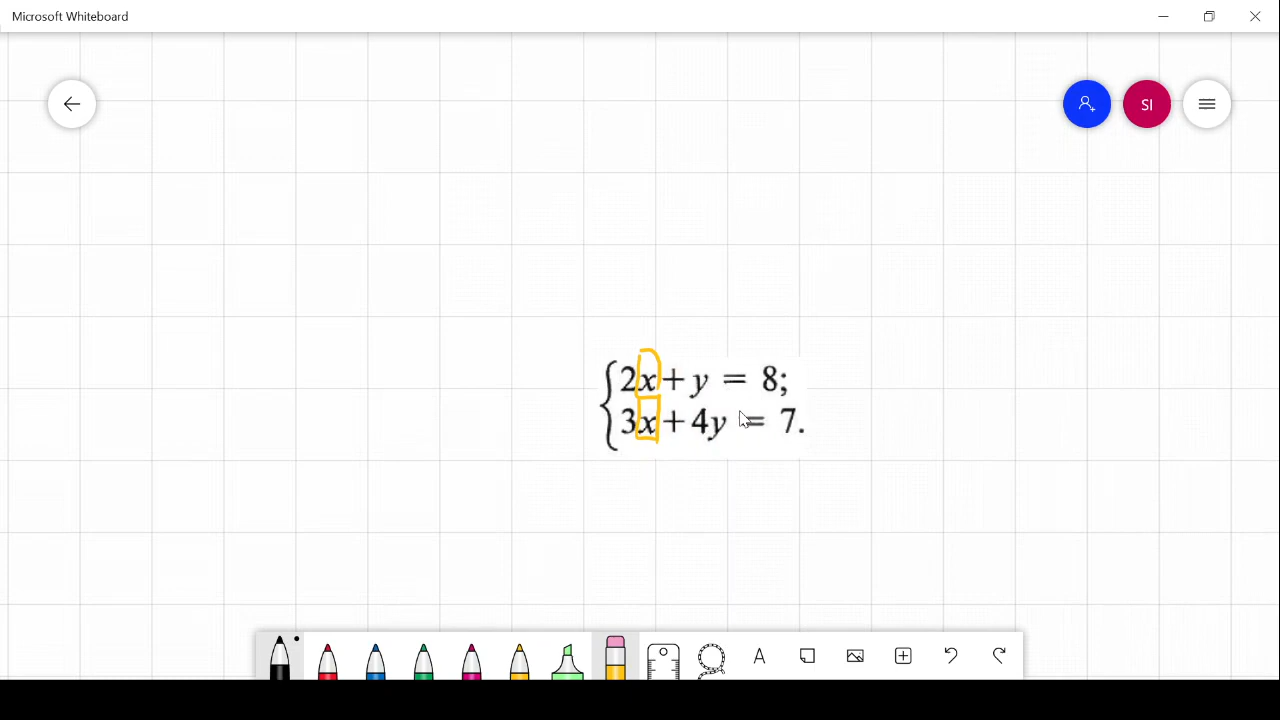 Microsoft Whiteboard
SI
2x + y = 8;
3x + 4y = 7.
A